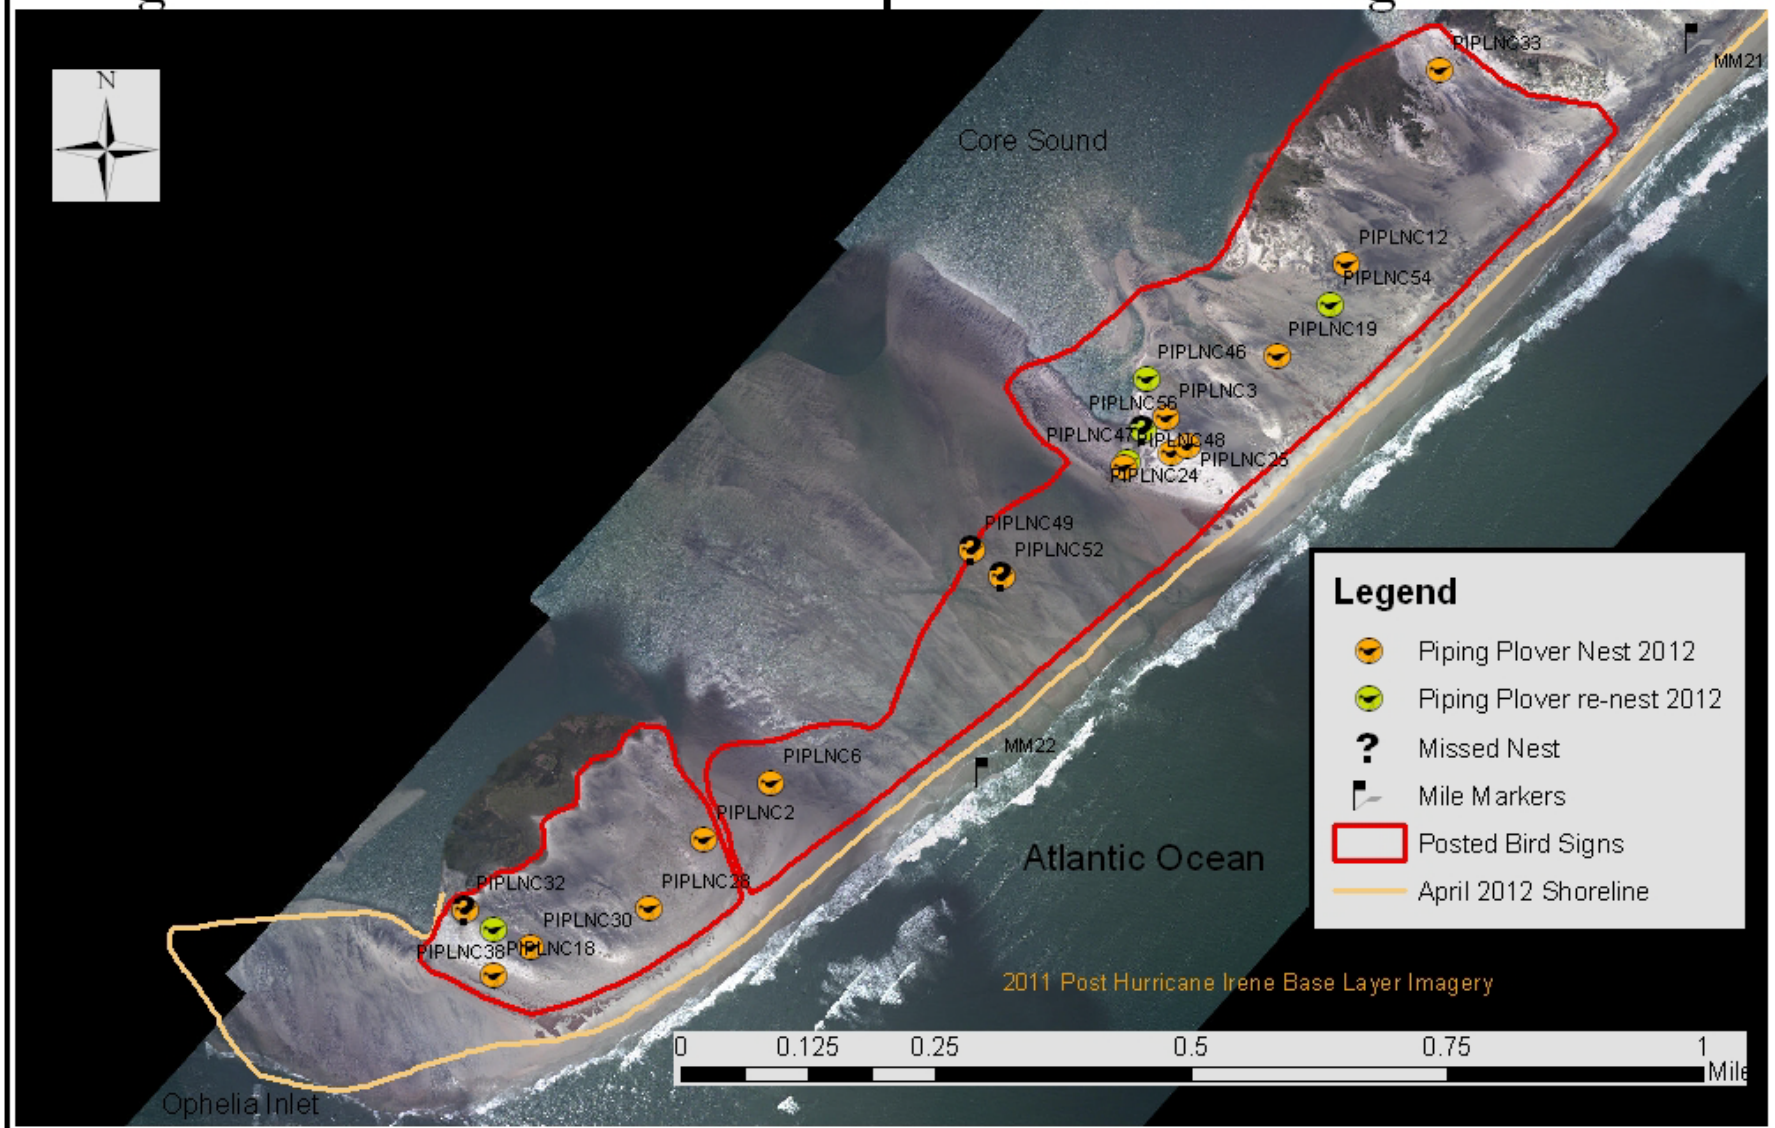 N
PIPLNC33
MM21
Core Sound
PIPLNC12
PIPLNC54
PIPLNC19
PIPLNC46
PIPLNC3
PIPLNC56
PIPLNC47
PIPLNC48
PIPLNC25
PIPLNC24
PIPLNC49
PIPLNC52
PIPLNC6
MM22
PIPLNC2
PIPLNC28
PIPLNC32
PIPLNC30
PIPLNC38
PIPLNC18
Atlantic Ocean
Ophelia Inlet
2011 Post Hurricane Irene Base Layer Imagery
Legend
Piping Plover Nest 2012
Piping Plover re-nest 2012
? Missed Nest
Mile Markers
Posted Bird Signs
April 2012 Shoreline
0 0.125 0.25 0.5 0.75 1
Mile